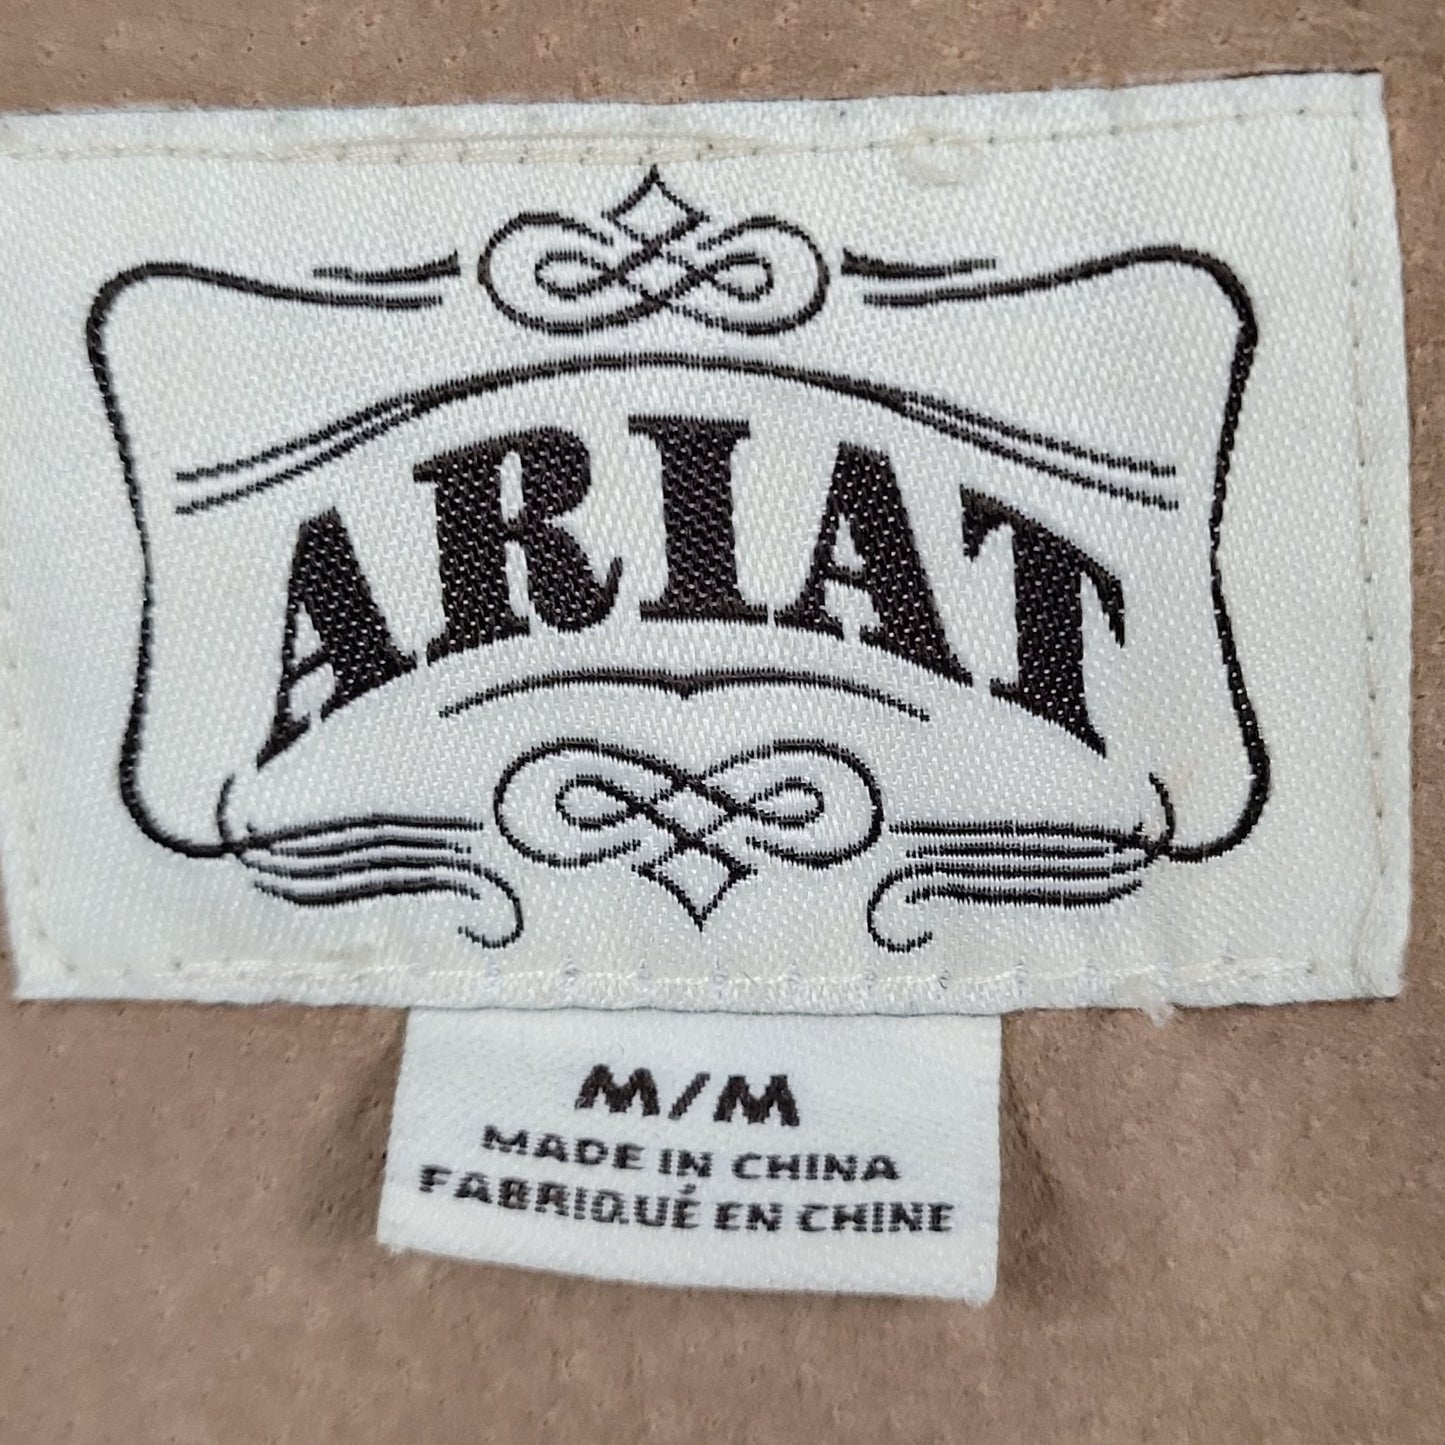 ARIAT
M/M
MADE IN CHINA
FABRIQUÉ EN CHINE